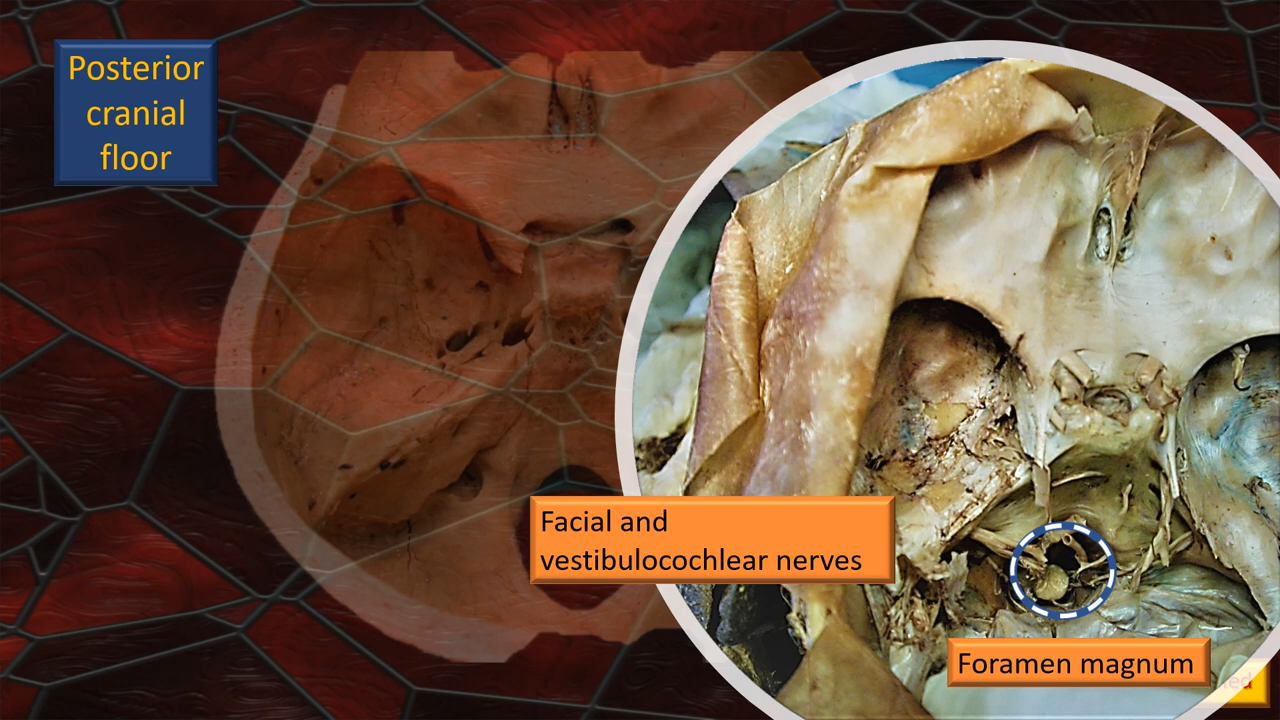 Posterior
cranial
floor
Facial and
vestibulocochlear nerves
Foramen magnum